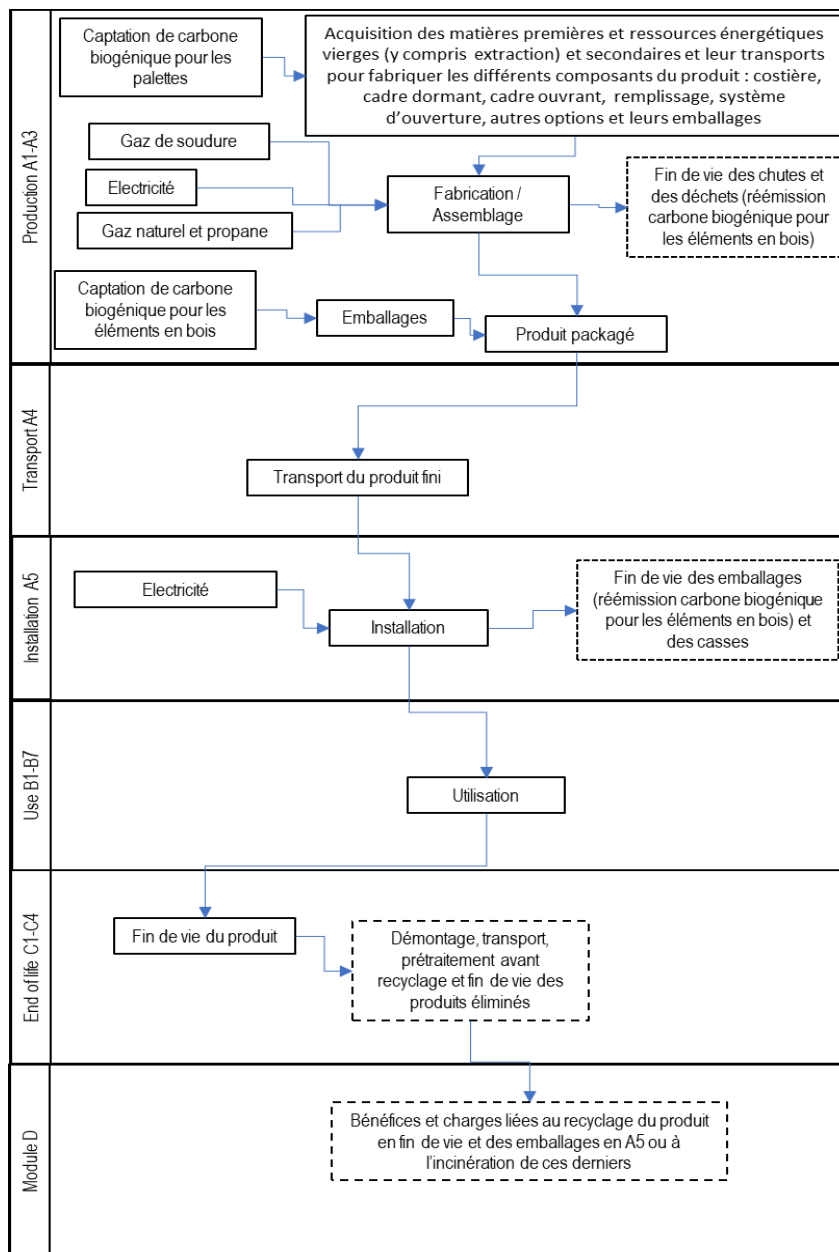 Production A1-A3
Captation de carbone
biogénique pour les
palettes
Acquisition des matières premières et ressources énergétiques
vierges (y compris extraction) et secondaires et leur transports
pour fabriquer les différents composants du produit : costière,
cadre dormant, cadre ouvrant, remplissage, système
d'ouverture, autres options et leurs emballages
Gaz de soudure
Electricité
Gaz naturel et propane
Fabrication /
Assemblage
Fin de vie des chutes et
des déchets (réémission
carbone biogénique pour
les éléments en bois)
Captation de carbone
biogénique pour les
éléments en bois
Emballages
Produit packagé
Transport A4
Transport du produit fini
Installation A5
Electricité
Installation
Fin de vie des emballages
(réémission carbone biogénique
pour les éléments en bois) et
des casses
Use B1-B7
Utilisation
End of life C1-C4
Fin de vie du produit
Démontage, transport,
prétraitement avant
recyclage et fin de vie des
produits éliminés
Module D
Bénéfices et charges liées au recyclage du produit
en fin de vie et des emballages en A5 ou à
l'incinération de ces derniers